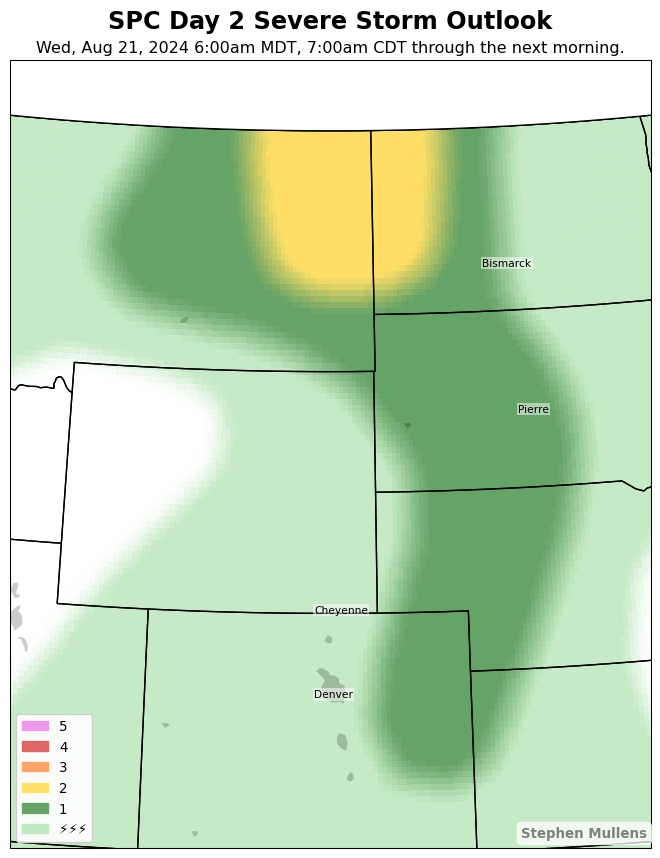 SPC Day 2 Severe Storm Outlook
Wed, Aug 21, 2024 6:00am MDT, 7:00am CDT through the next morning.
Bismarck
Pierre
Cheyenne
Denver
5
4
3
2
1
⚡⚡⚡
Stephen Mullens